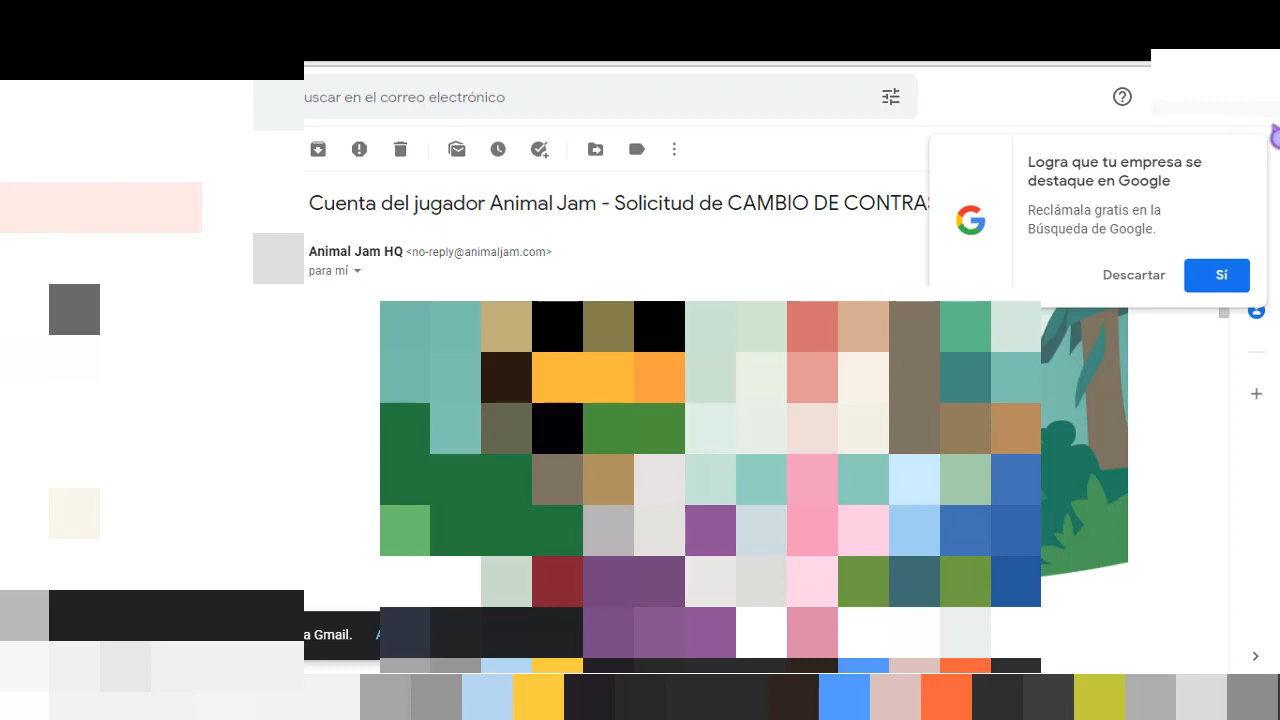 uscar en el correo electrónico
Cuenta del jugador Animal Jam - Solicitud de CAMBIO DE CONTRA
Animal Jam HQ <no-reply@animaljam.com>
para mí
Logra que tu empresa se
destaque en Google
Reclámala gratis en la
Búsqueda de Google.
Descartar
Sí
a Gmail.